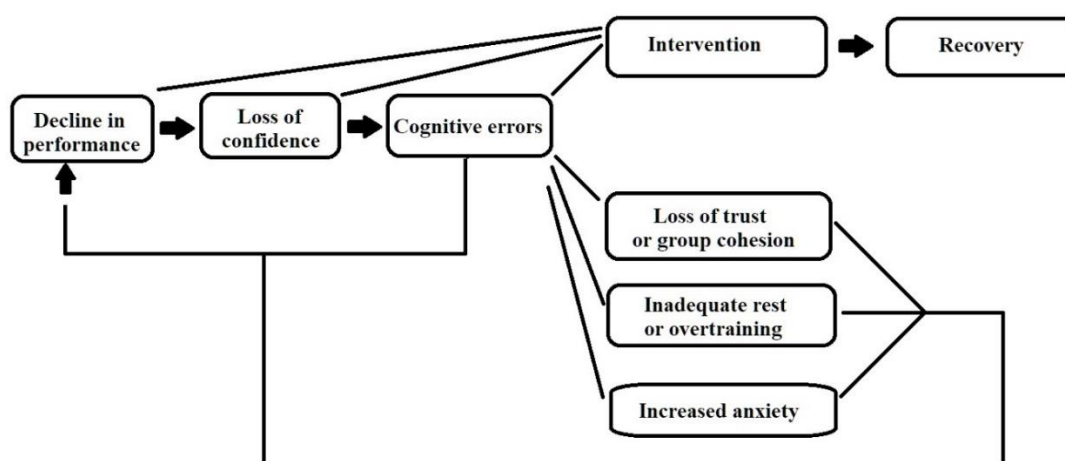 Intervention
Recovery
Decline in
performance
Loss of
confidence
Cognitive errors
Loss of trust
or group cohesion
Inadequate rest
or overtraining
Increased anxiety